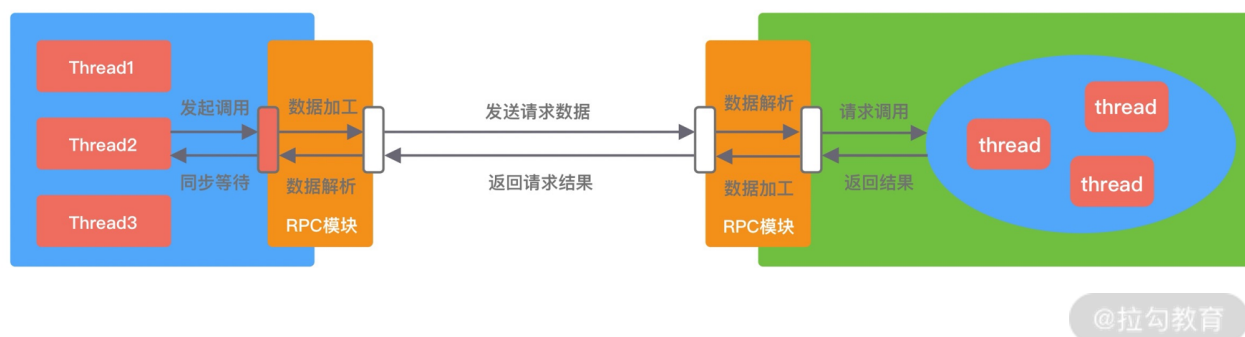 Thread1
Thread2
Thread3
发起调用
同步等待
数据加工
数据解析
RPC模块
发送请求数据
返回请求结果
数据解析
数据加工
RPC模块
请求调用
返回结果
thread
thread
thread
@拉勾教育